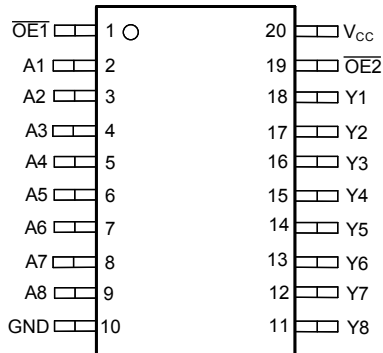 OE1 1 20 VCC
A1 2 19 OE2
A2 3 18 Y1
A3 4 17 Y2
A4 5 16 Y3
A5 6 15 Y4
A6 7 14 Y5
A7 8 13 Y6
A8 9 12 Y7
GND 10 11 Y8